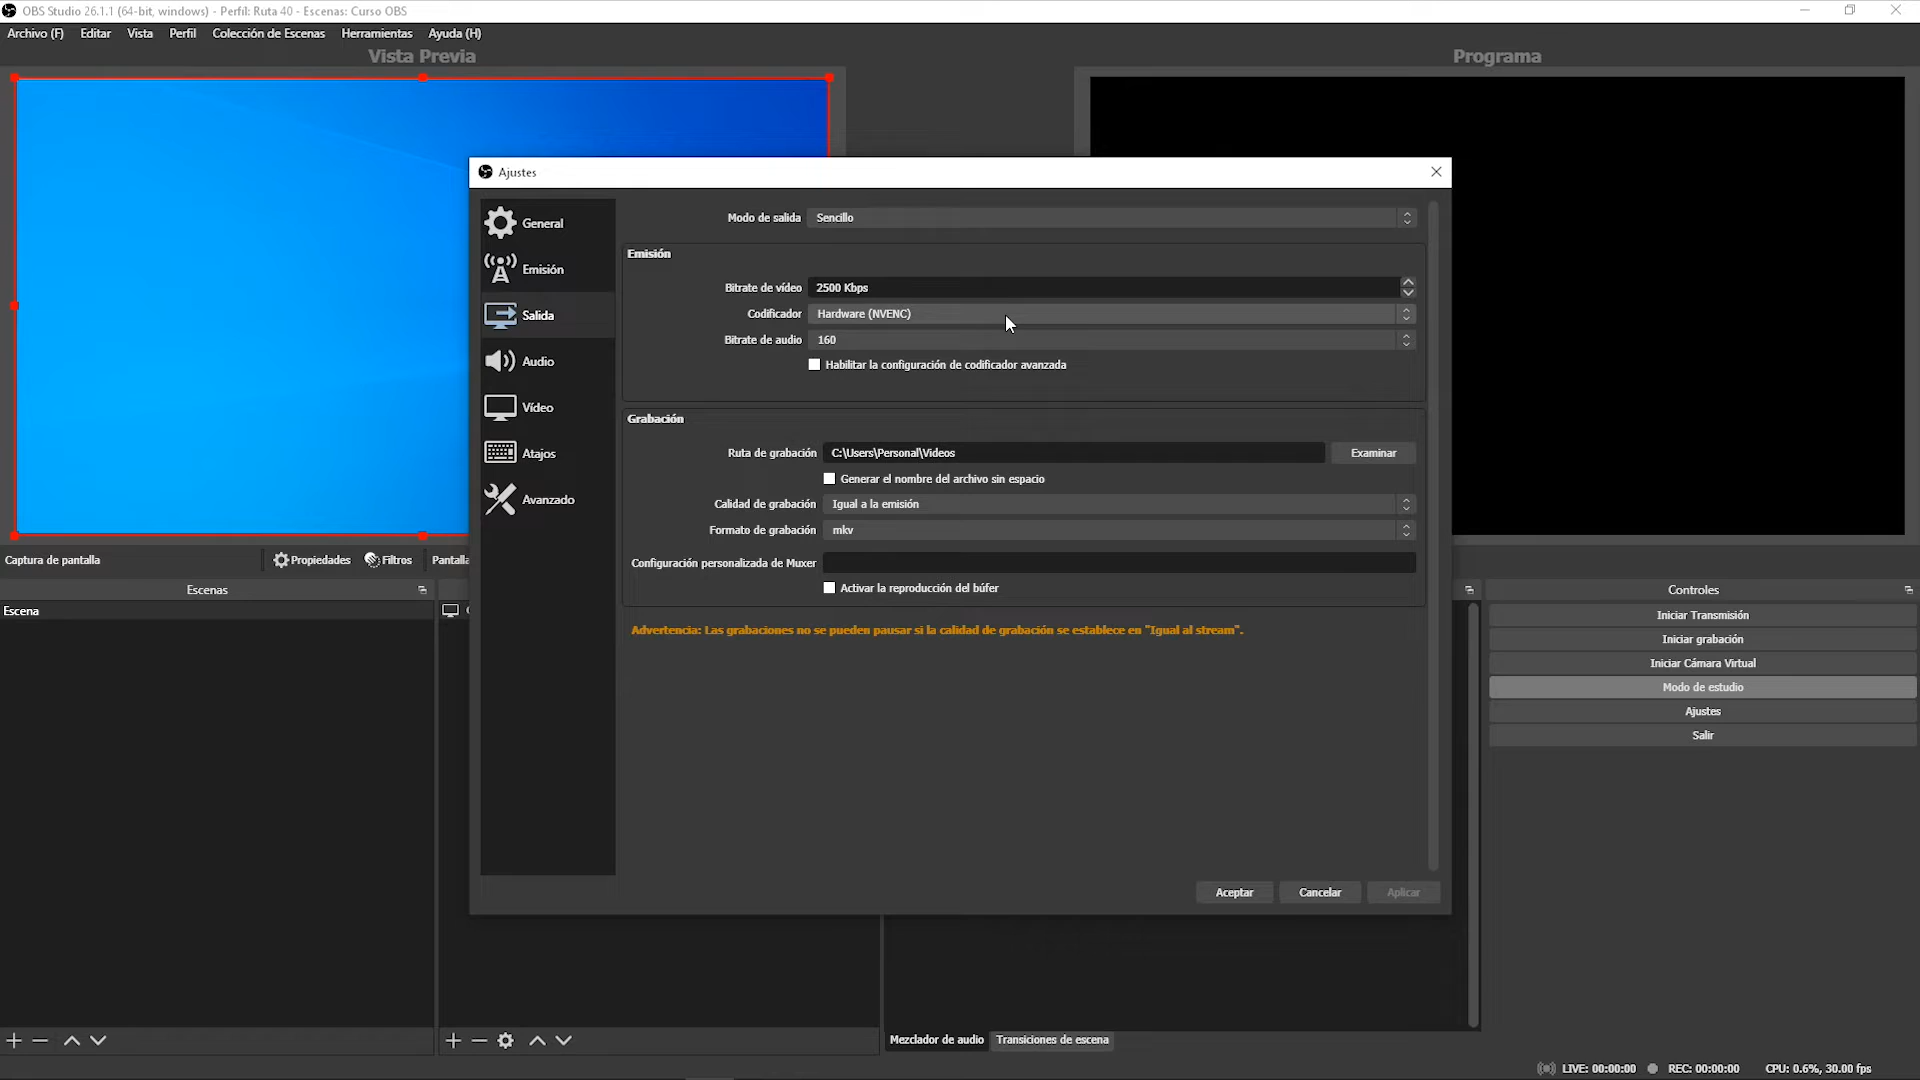 OBS Studio 26.1.1 (64-bit, windows) - Perfil: Ruta 40 - Escenas: Curso OBS
Archivo (F) Editar Vista Perfil Colección de Escenas Herramientas Ayuda (H)
Vista Previa
Programa
Ajustes
General
Emisión
Salida
Audio
Vídeo
Atajos
Avanzado
Modo de salida Sencillo
Emisión
Bitrate de vídeo 2500 Kbps
Codificador Hardware (NVENC)
Bitrate de audio 160
Habilitar la configuración de codificador avanzada
Grabación
Ruta de grabación C:\Users\Personal\Videos Examinar
Generar el nombre del archivo sin espacio
Calidad de grabación Igual a la emisión
Formato de grabación mkv
Configuración personalizada de Muxer
Activar la reproducción del búfer
Advertencia: Las grabaciones no se pueden pausar si la calidad de grabación se establece en "Igual al stream".
Aceptar Cancelar Aplicar
Captura de pantalla Propiedades Filtros Pantalla
Escenas
Escena
Controles
Iniciar Transmisión
Iniciar grabación
Iniciar Cámara Virtual
Modo de estudio
Ajustes
Salir
Mezclador de audio Transiciones de escena
LIVE: 00:00:00 REC: 00:00:00 CPU: 0.6%, 30.00 fps